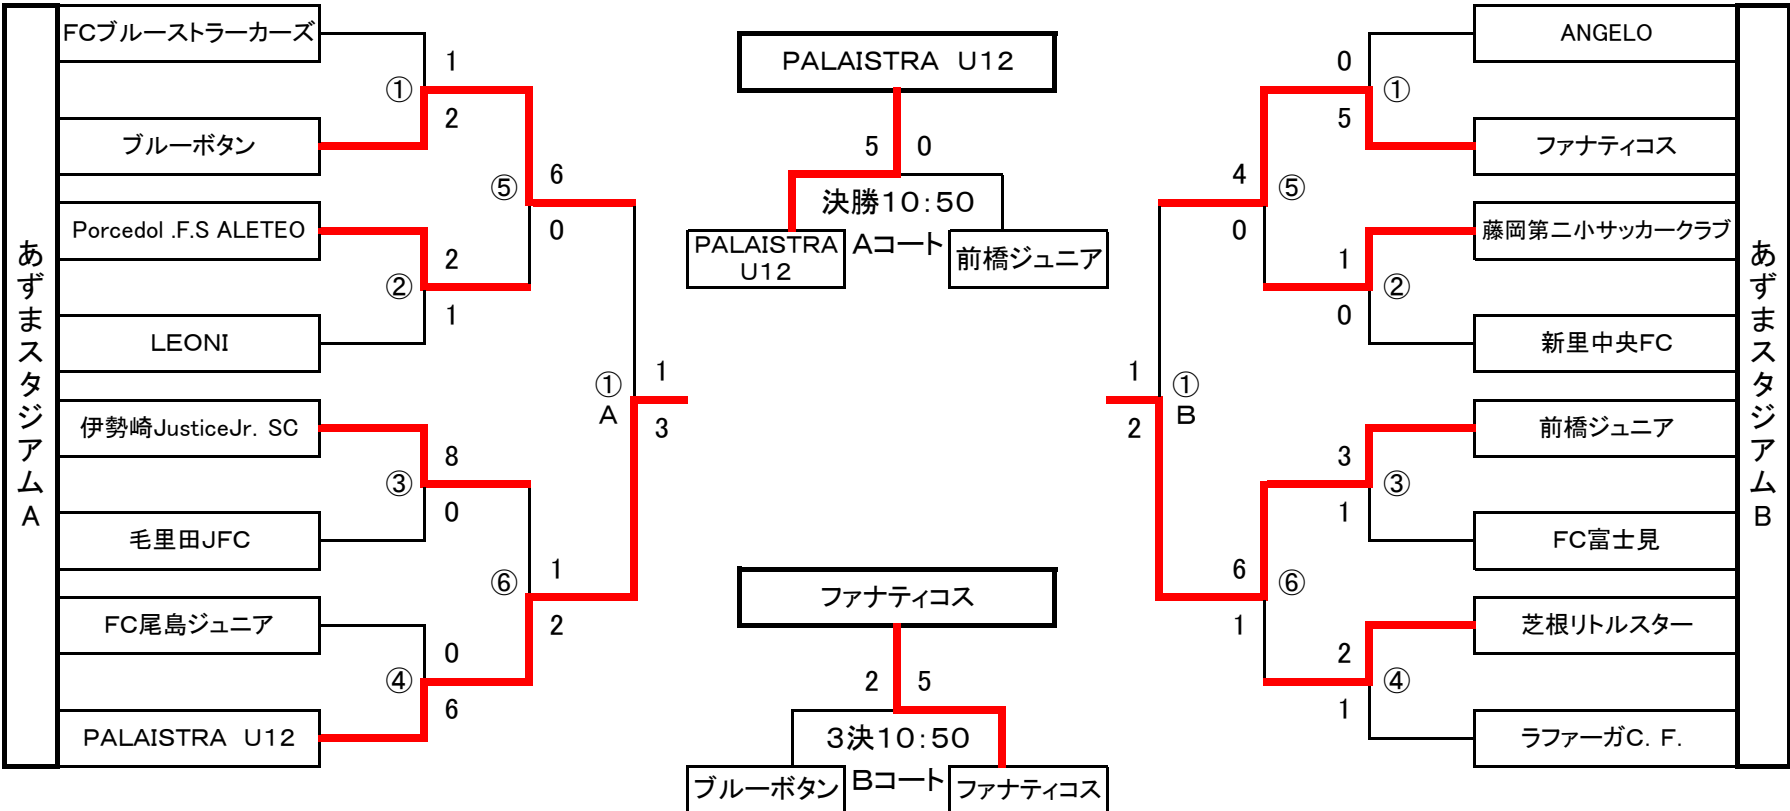 あずまスタジアムA
FCブルーストラーカーズ
1
①
2
ブルーボタン
⑤
6
0
Porcedol .F.S ALETEO
2
②
1
LEONI
①
A
1
3
伊勢崎JusticeJr. SC
8
③
0
毛里田JFC
⑥
1
2
FC尾島ジュニア
0
④
6
PALAISTRA U12
PALAISTRA U12
5 0
決勝10:50
Aコート
PALAISTRA
U12
前橋ジュニア
ファナティコス
2 5
3決10:50
Bコート
ブルーボタン
ファナティコス
ANGELO
0
①
5
ファナティコス
4
⑤
0
藤岡第二小サッカークラブ
1
②
0
新里中央FC
1
①
B
2
前橋ジュニア
3
③
1
FC富士見
6
⑥
1
芝根リトルスター
2
④
1
ラファーガC. F.
あずまスタジアムB